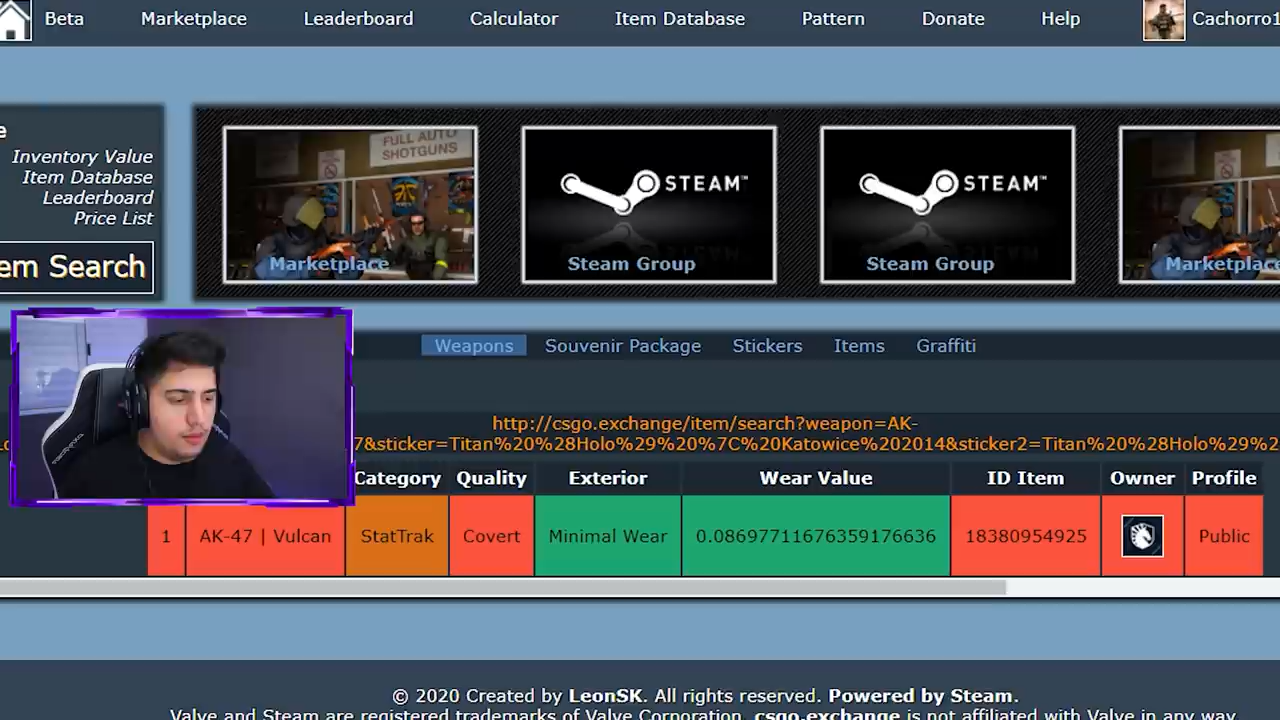 Beta Marketplace Leaderboard Calculator Item Database Pattern Donate Help Cachorro1
e
Inventory Value
Item Database
Leaderboard
Price List
em Search
FULL AUTO
SHOTGUNS
Marketplace
STEAM™
Steam Group
STEAM™
Steam Group
Marketplace
Weapons Souvenir Package Stickers Items Graffiti
http://csgo.exchange/item/search?weapon=AK-
7&sticker=Titan%20%28Holo%29%20%7C%20Katowice%202014&sticker2=Titan%20%28Holo%29%2
Category Quality Exterior Wear Value ID Item Owner Profile
1 AK-47 | Vulcan StatTrak Covert Minimal Wear 0.08697711676359176636 18380954925 Public
© 2020 Created by LeonSK. All rights reserved. Powered by Steam.
Valve and Steam are registered trademarks of Valve Corporation. csgo.exchange is not affiliated with Valve in any way.